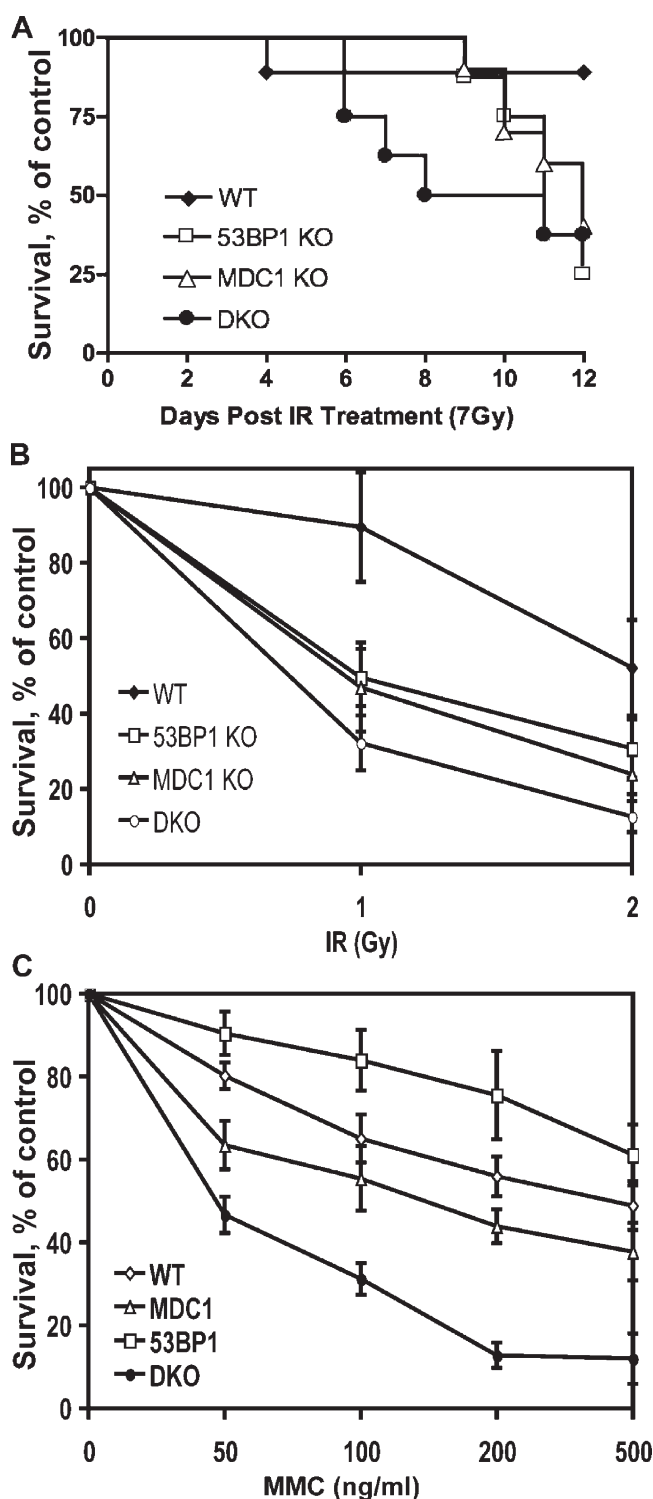 A
Survival, % of control
100
75
50
25
0
WT
53BP1 KO
MDC1 KO
DKO
0 2 4 6 8 10 12
Days Post IR Treatment (7Gy)
B
Survival, % of control
100
80
60
40
20
0
WT
53BP1 KO
MDC1 KO
DKO
0 1 2
IR (Gy)
C
Survival, % of control
100
80
60
40
20
0
WT
MDC1
53BP1
DKO
0 50 100 200 500
MMC (ng/ml)